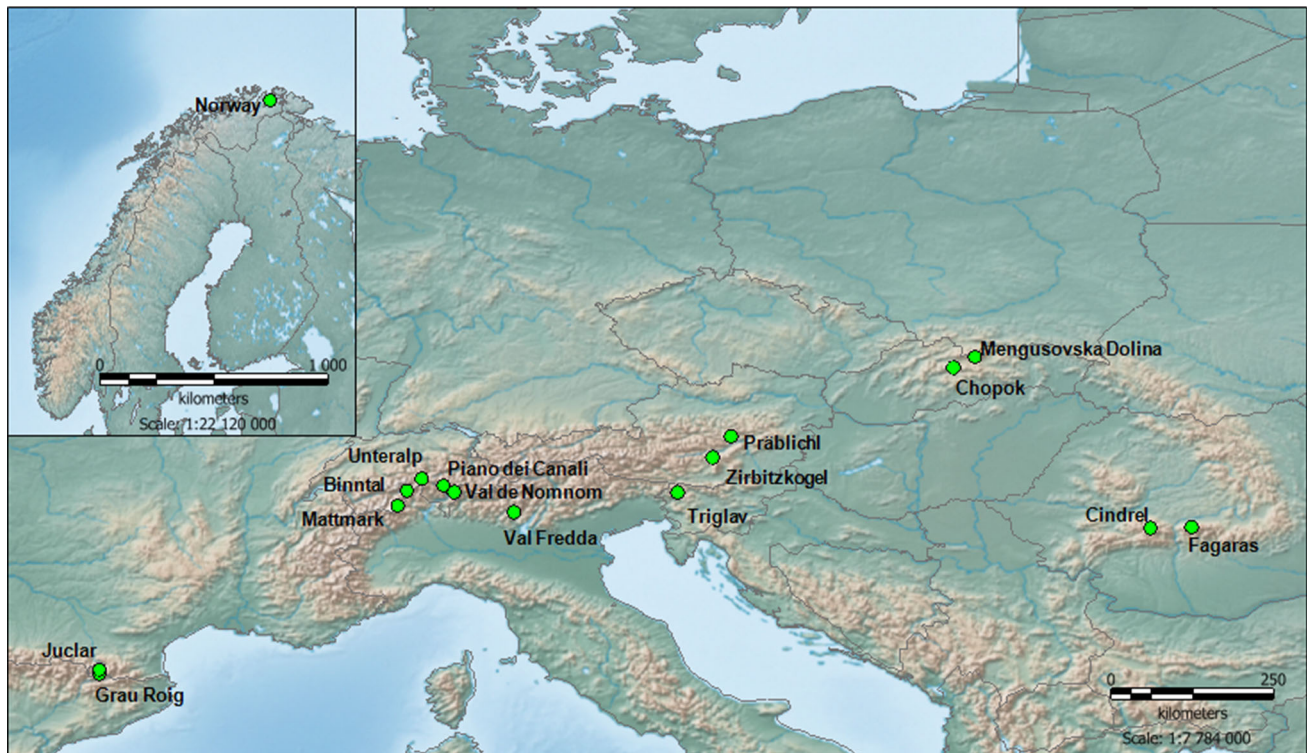 Norway
0 1 000
kilometers
Scale: 1:22 120 000
Mengusovska Dolina
Chopok
Präblichl
Unteralp
Piano dei Canali
Zirbitzkogel
Binntal
Val de Nomnom
Mattmark
Triglav
Cindrel
Val Fredda
Fagaras
Juclar
Grau Roig
0 250
kilometers
Scale: 1:7 784 000